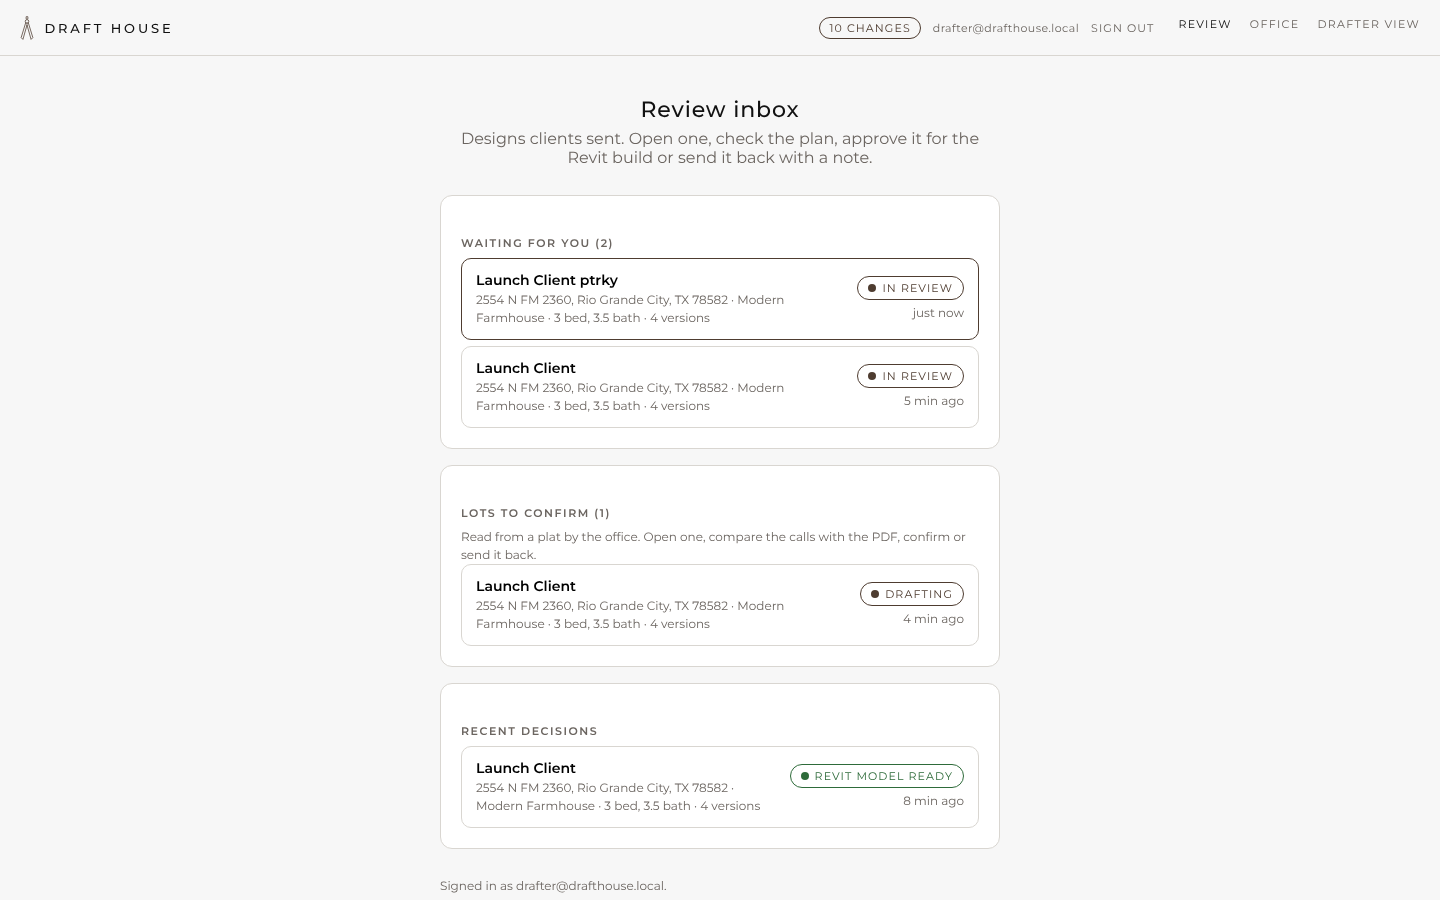 DRAFT HOUSE
10 CHANGES
drafter@drafthouse.local
SIGN OUT
REVIEW
OFFICE
DRAFTER VIEW
Review inbox
Designs clients sent. Open one, check the plan, approve it for the
Revit build or send it back with a note.
WAITING FOR YOU (2)
Launch Client ptrky
2554 N FM 2360, Rio Grande City, TX 78582 · Modern
Farmhouse · 3 bed, 3.5 bath · 4 versions
IN REVIEW
just now
Launch Client
2554 N FM 2360, Rio Grande City, TX 78582 · Modern
Farmhouse · 3 bed, 3.5 bath · 4 versions
IN REVIEW
5 min ago
LOTS TO CONFIRM (1)
Read from a plat by the office. Open one, compare the calls with the PDF, confirm or
send it back.
Launch Client
2554 N FM 2360, Rio Grande City, TX 78582 · Modern
Farmhouse · 3 bed, 3.5 bath · 4 versions
DRAFTING
4 min ago
RECENT DECISIONS
Launch Client
2554 N FM 2360, Rio Grande City, TX 78582 ·
Modern Farmhouse · 3 bed, 3.5 bath · 4 versions
REVIT MODEL READY
8 min ago
Signed in as drafter@drafthouse.local.